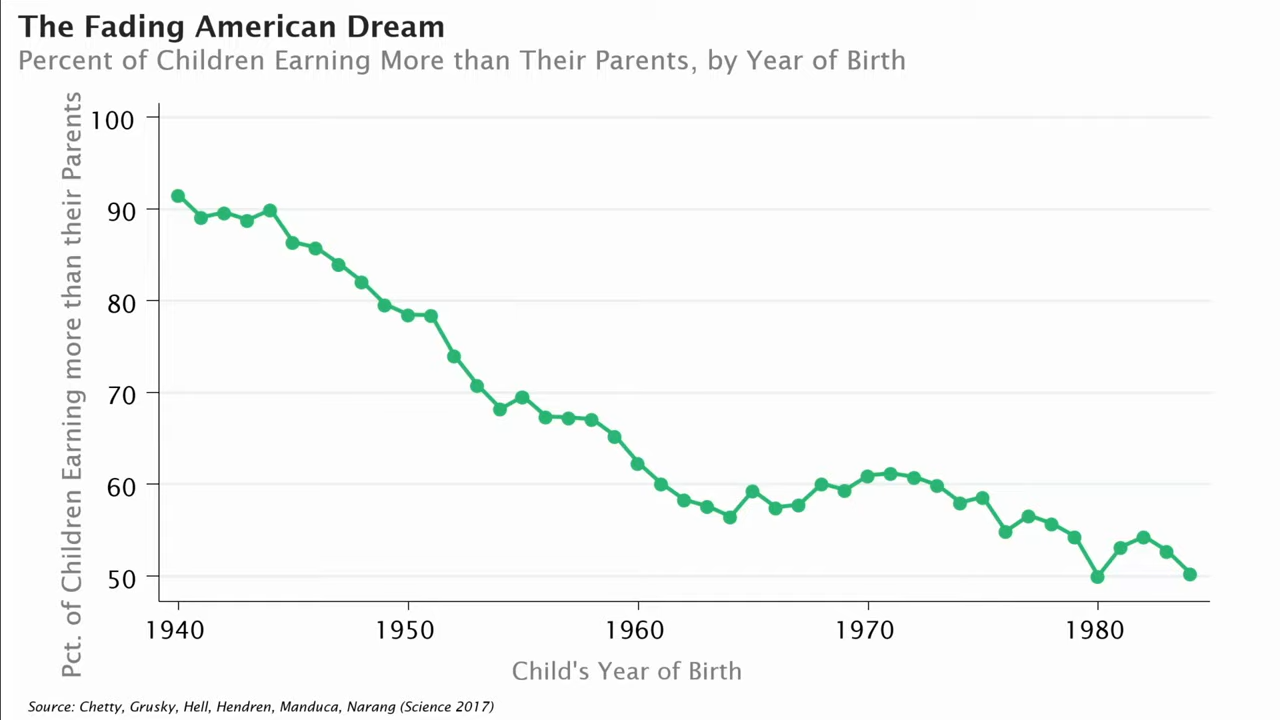 The Fading American Dream
Percent of Children Earning More than Their Parents, by Year of Birth
Pct. of Children Earning more than their Parents
100
90
80
70
60
50
1940 1950 1960 1970 1980
Child's Year of Birth
Source: Chetty, Grusky, Hell, Hendren, Manduca, Narang (Science 2017)